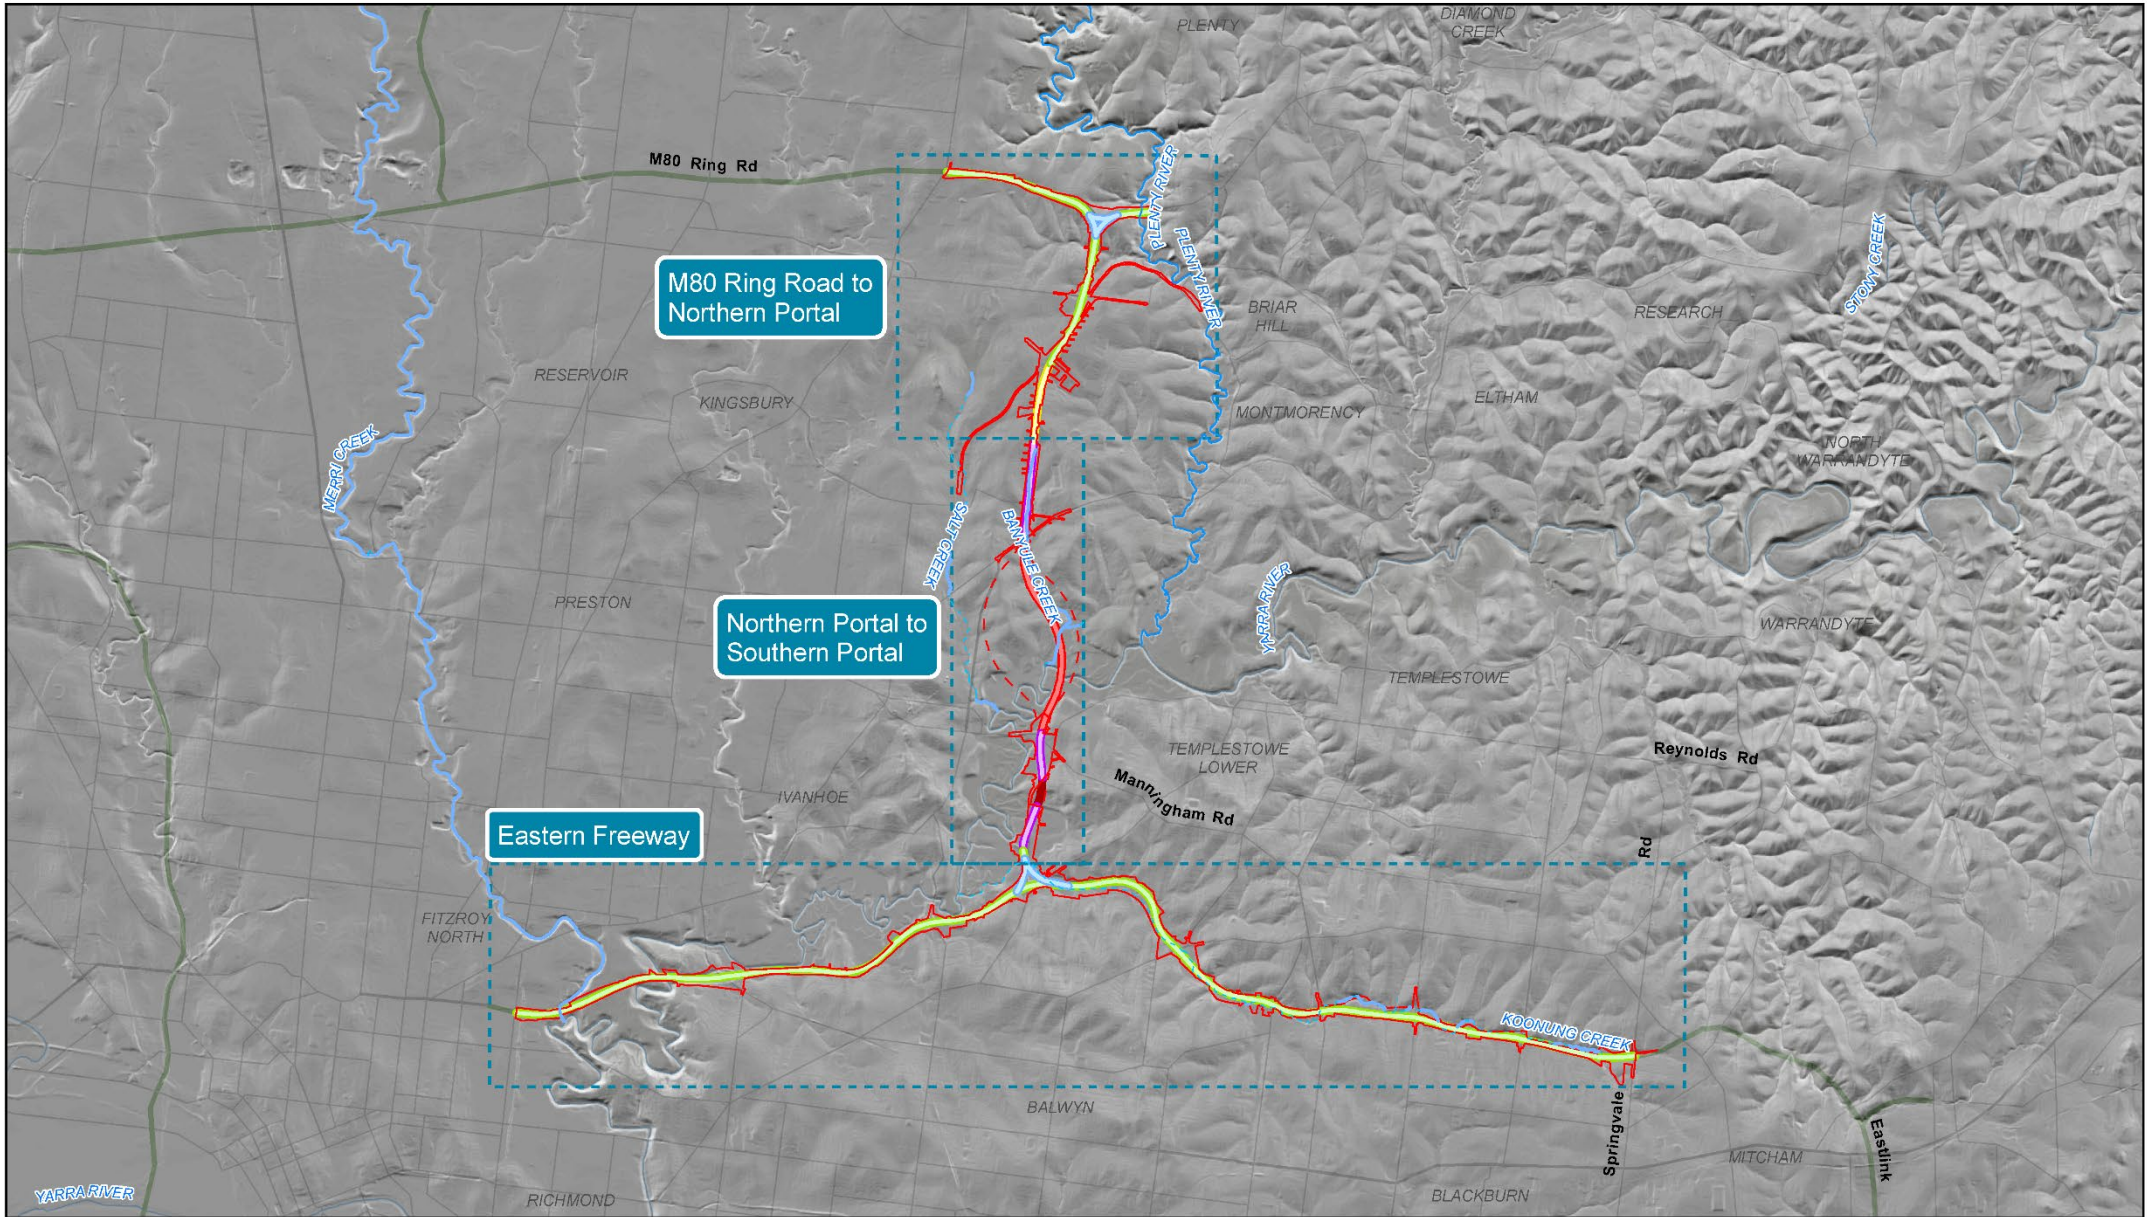 PLENTY
DIAMOND
CREEK
M80 Ring Rd
PLENTY RIVER
PLENTY RIVER
STONY CREEK
M80 Ring Road to
Northern Portal
BRIAR
HILL
RESEARCH
RESERVOIR
KINGSBURY
MONTMORENCY
ELTHAM
MERRI CREEK
NORTH
WARRANDYTE
SALT CREEK
BANYULE CREEK
YARRA RIVER
PRESTON
Northern Portal to
Southern Portal
WARRANDYTE
TEMPLESTOWE
TEMPLESTOWE
LOWER
Reynolds Rd
Manningham Rd
IVANHOE
Eastern Freeway
Rd
FITZROY
NORTH
KOONUNG CREEK
BALWYN
Springvale
Eastlink
MITCHAM
YARRA RIVER
RICHMOND
BLACKBURN